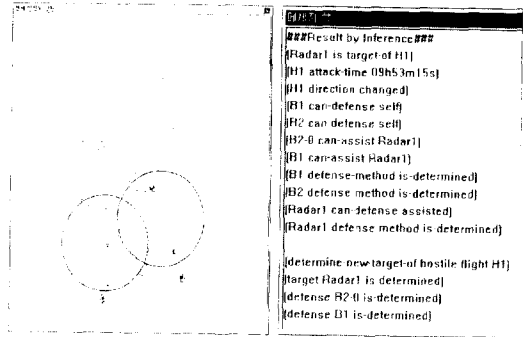 ###Result by Inference###
(Radar1 is target-of H1)
(H1 attack-time 09h53m15s)
(H1 direction changed)
(B1 can-defense self)
(B2 can defense self)
(B2-0 can-assist Radar1)
(B1 can-assist Radar1)
(B1 defense-method is-determined)
(B2 defense method is-determined)
(Radar1 can-defense assisted)
(Radar1 defense method is-determined)
(determine new-target-of hostile flight H1)
(target Radar1 is determined)
(defense B2-0 is-determined)
(defense B1 is-determined)